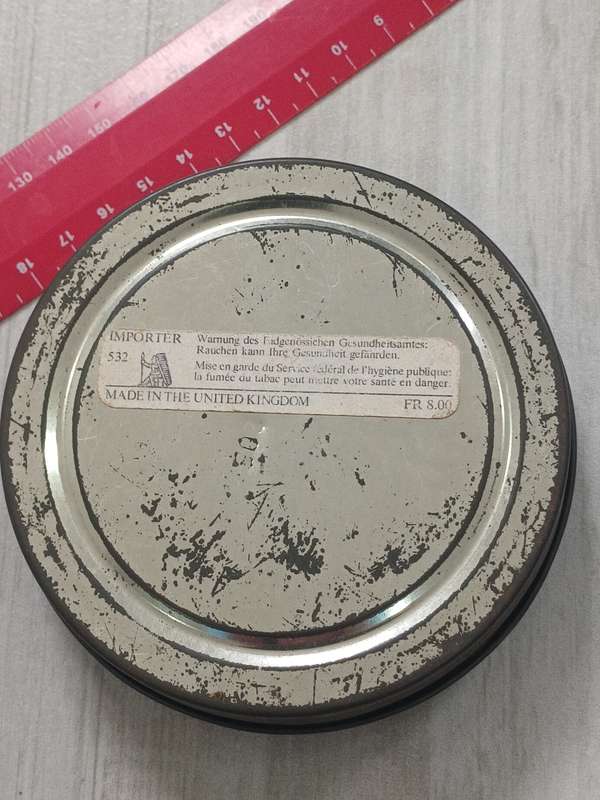 9 10 11 12 13 14 15 16 17 18
130 140 150 160 170 180 190
IMPORTER
532
Warnung des Eidgenössichen Gesundheitsamtes:
Rauchen kann Ihre Gesundheit gefährden.
Mise en garde du Service fédéral de l'hygiène publique:
la fumée du tabac peut mettre votre santé en danger.
MADE IN THE UNITED KINGDOM FR 8.00